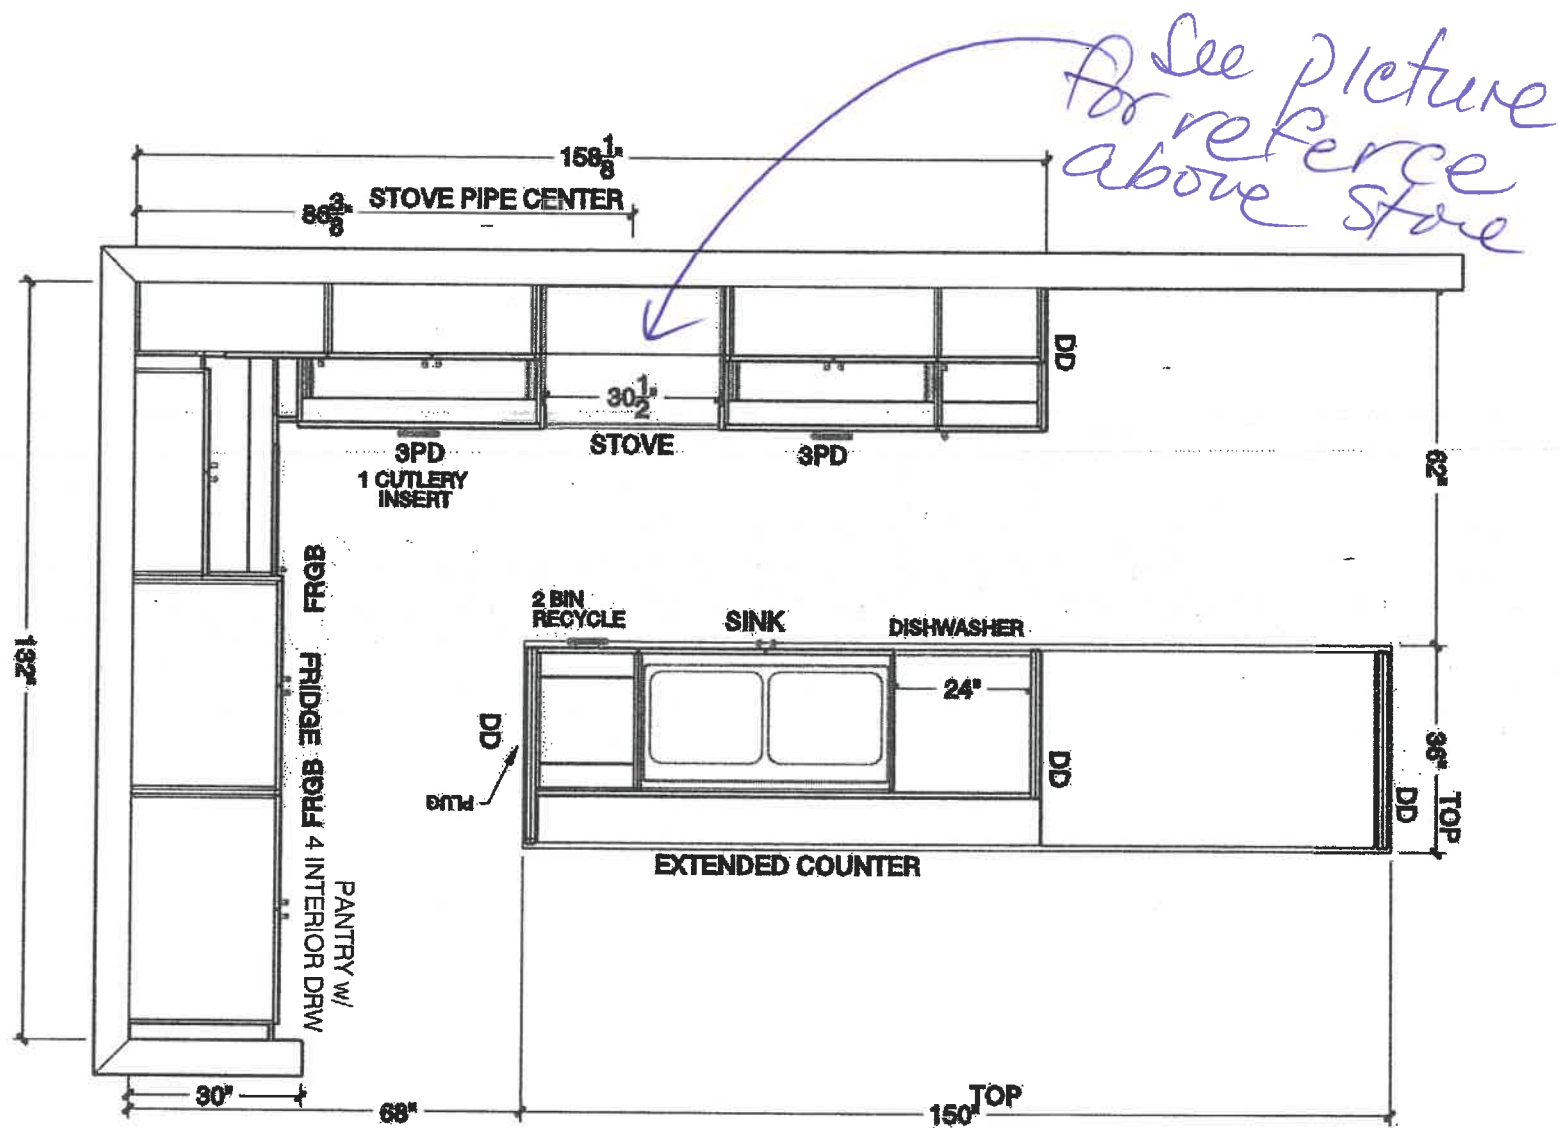 See picture
for referce
above stove
158 1/8"
STOVE PIPE CENTER
86 3/8"
DD
30 1/2"
STOVE
3PD
1 CUTLERY
INSERT
3PD
62"
132"
FRGB
FRIDGE
FRGB
PANTRY w/
4 INTERIOR DRW
2 BIN
RECYCLE
SINK
DISHWASHER
24"
DD
PLUG
DD
36"
TOP
DD
EXTENDED COUNTER
30"
68"
TOP
150"